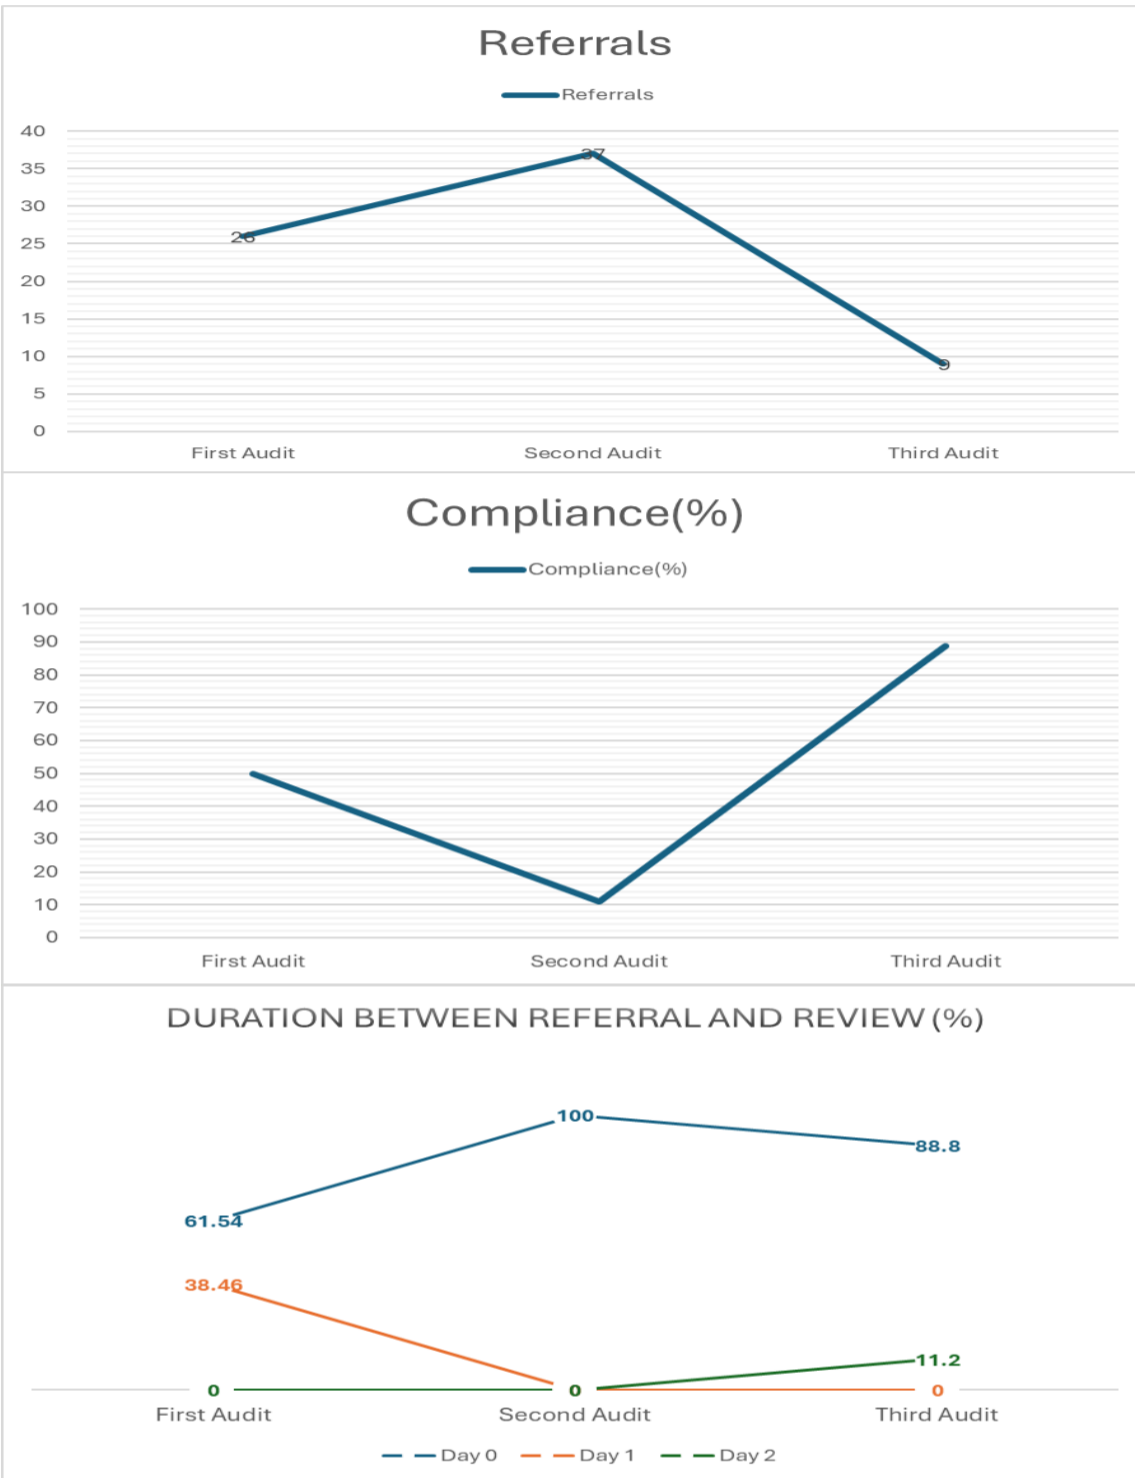 Referrals
Referrals
40
35
30
25
20
15
10
5
0
26
37
9
First Audit Second Audit Third Audit
Compliance(%)
Compliance(%)
100
90
80
70
60
50
40
30
20
10
0
First Audit Second Audit Third Audit
DURATION BETWEEN REFERRAL AND REVIEW (%)
100
88.8
61.54
38.46
11.2
0 0 0
First Audit Second Audit Third Audit
Day 0 Day 1 Day 2